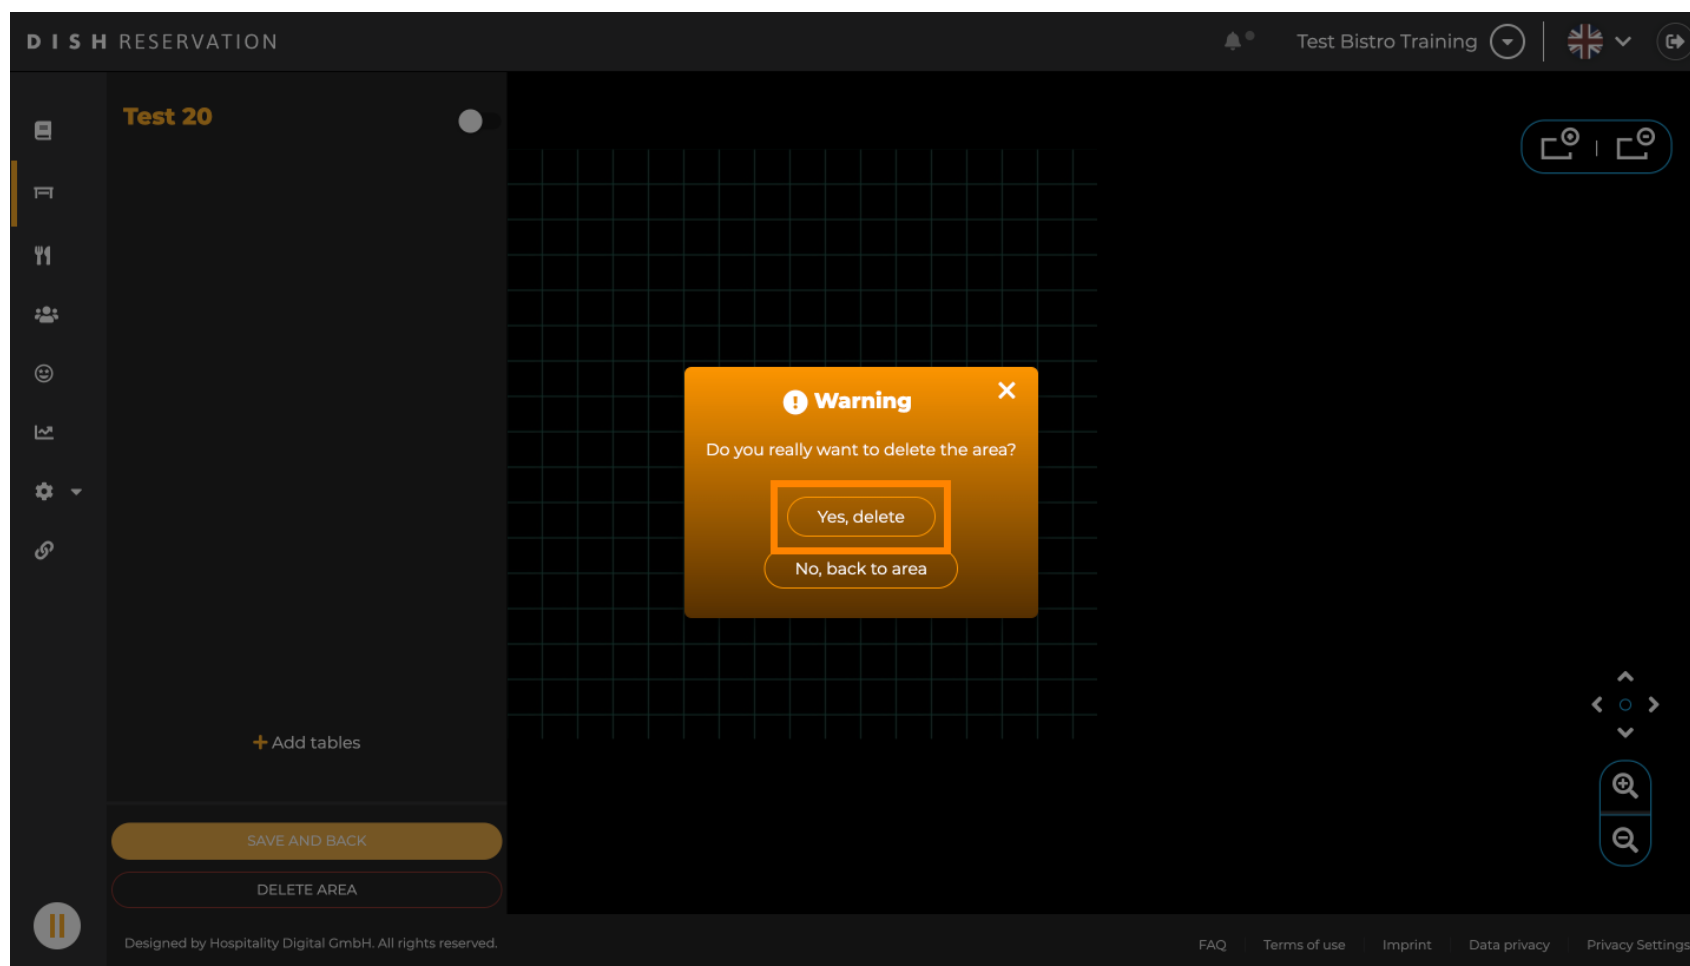 DISH RESERVATION
Test Bistro Training
Test 20
Warning
Do you really want to delete the area?
Yes, delete
No, back to area
+ Add tables
SAVE AND BACK
DELETE AREA
Designed by Hospitality Digital GmbH. All rights reserved.
FAQ Terms of use Imprint Data privacy Privacy Settings